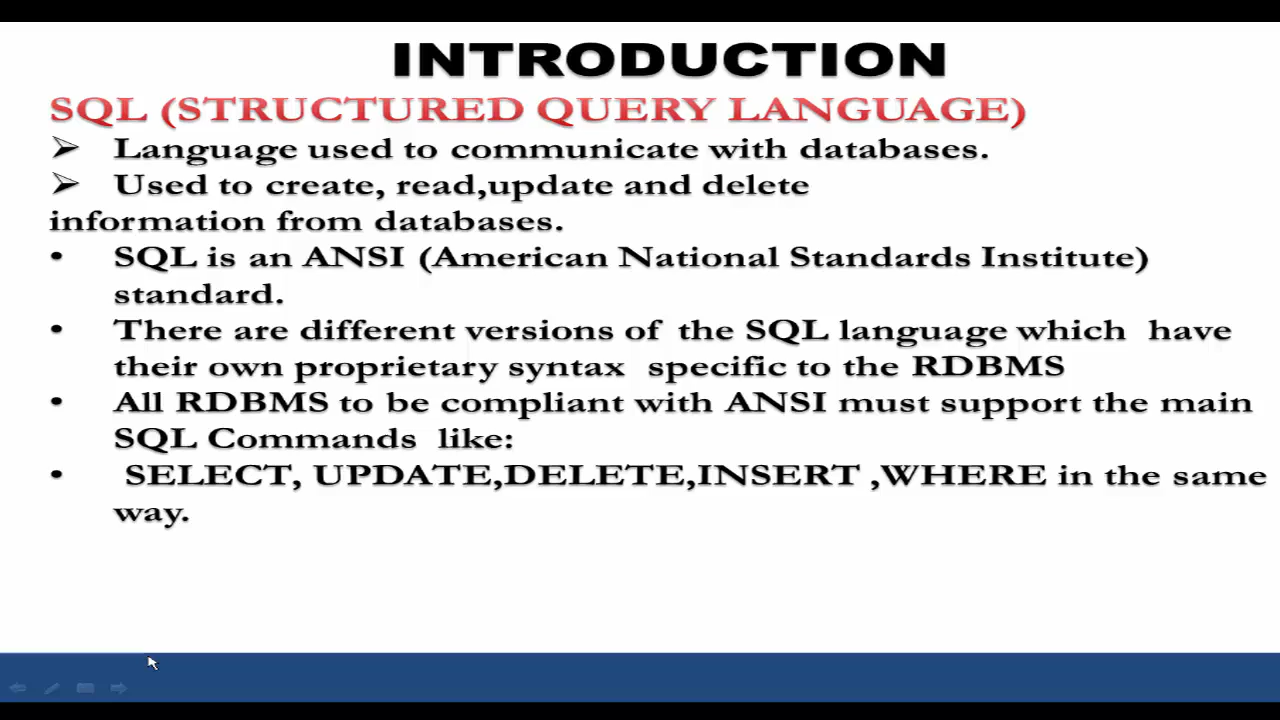 INTRODUCTION
SQL (STRUCTURED QUERY LANGUAGE)
➢ Language used to communicate with databases.
➢ Used to create, read,update and delete
information from databases.
• SQL is an ANSI (American National Standards Institute)
standard.
• There are different versions of the SQL language which have
their own proprietary syntax specific to the RDBMS
• All RDBMS to be compliant with ANSI must support the main
SQL Commands like:
• SELECT, UPDATE,DELETE,INSERT ,WHERE in the same
way.